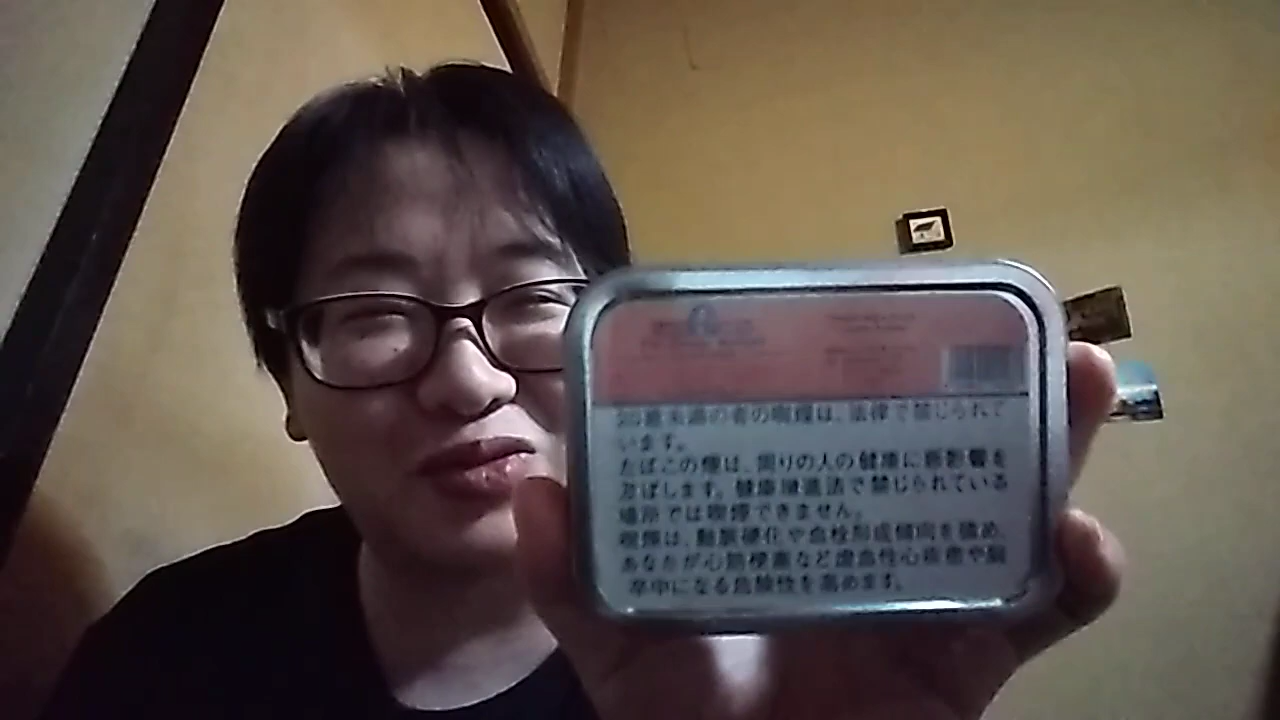 20歳未満の者の喫煙は、法律で禁じられて
います。
たばこの煙は、周りの人の健康に悪影響を
及ぼします。健康増進法で禁じられている
場所では喫煙できません。
喫煙は、動脈硬化や血栓形成傾向を強め、
あなたが心筋梗塞など虚血性心疾患や脳
卒中になる危険性を高めます。